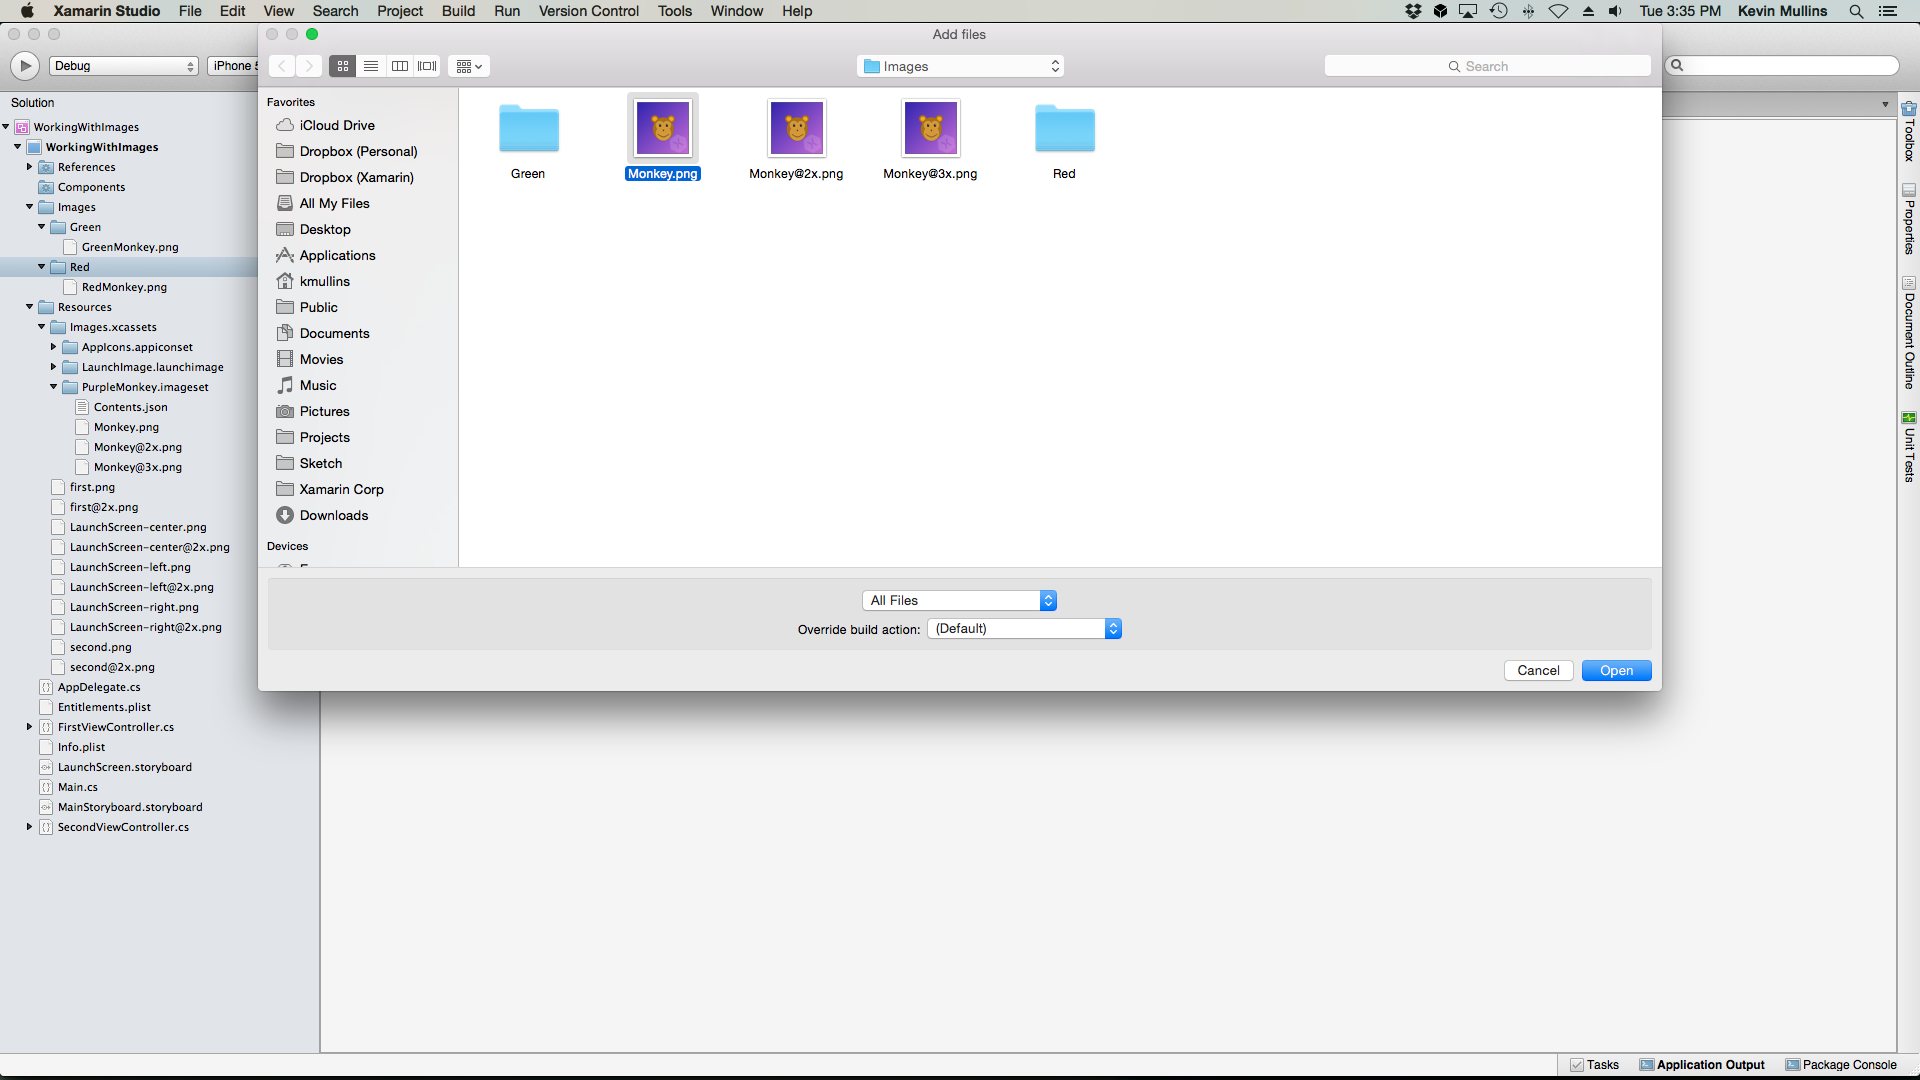 Xamarin Studio File Edit View Search Project Build Run Version Control Tools Window Help Tue 3:35 PM Kevin Mullins
Add files
Debug
iPhone
Images
Search
Solution
WorkingWithImages
WorkingWithImages
References
Components
Images
Green
GreenMonkey.png
Red
RedMonkey.png
Resources
Images.xcassets
AppIcons.appiconset
LaunchImage.launchimage
PurpleMonkey.imageset
Contents.json
Monkey.png
Monkey@2x.png
Monkey@3x.png
first.png
first@2x.png
LaunchScreen-center.png
LaunchScreen-center@2x.png
LaunchScreen-left.png
LaunchScreen-left@2x.png
LaunchScreen-right.png
LaunchScreen-right@2x.png
second.png
second@2x.png
AppDelegate.cs
Entitlements.plist
FirstViewController.cs
Info.plist
LaunchScreen.storyboard
Main.cs
MainStoryboard.storyboard
SecondViewController.cs
Favorites
iCloud Drive
Dropbox (Personal)
Dropbox (Xamarin)
All My Files
Desktop
Applications
kmullins
Public
Documents
Movies
Music
Pictures
Projects
Sketch
Xamarin Corp
Downloads
Devices
Green
Monkey.png
Monkey@2x.png
Monkey@3x.png
Red
All Files
Override build action: (Default)
Cancel
Open
Toolbox
Properties
Document Outline
Unit Tests
Tasks
Application Output
Package Console